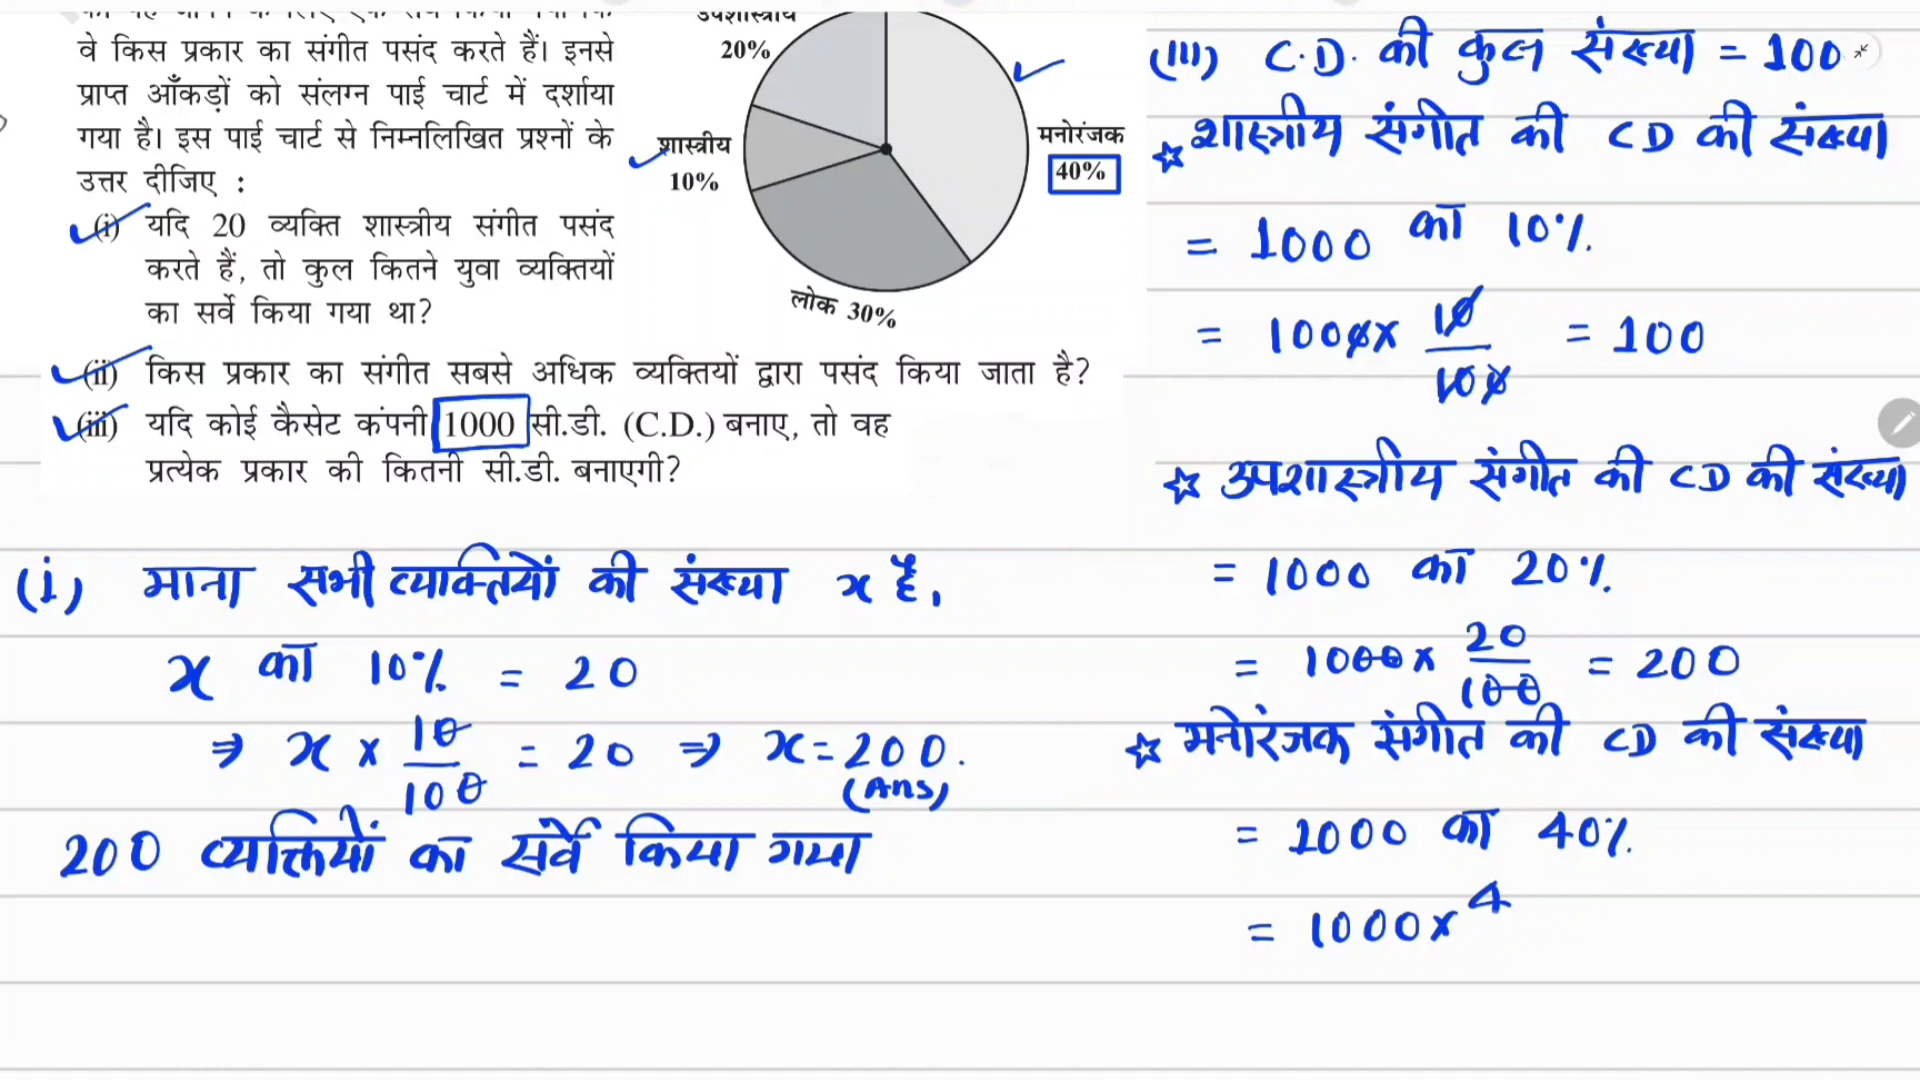 वे किस प्रकार का संगीत पसंद करते हैं। इनसे
प्राप्त आँकड़ों को संलग्न पाई चार्ट में दर्शाया
गया है। इस पाई चार्ट से निम्नलिखित प्रश्नों के
उत्तर दीजिए :
(i) यदि 20 व्यक्ति शास्त्रीय संगीत पसंद
करते हैं, तो कुल कितने युवा व्यक्तियों
का सर्वे किया गया था?
(ii) किस प्रकार का संगीत सबसे अधिक व्यक्तियों द्वारा पसंद किया जाता है?
(iii) यदि कोई कैसेट कंपनी 1000 सी.डी. (C.D.) बनाए, तो वह
प्रत्येक प्रकार की कितनी सी.डी. बनाएगी?
उपशास्त्रीय
20%
शास्त्रीय
10%
मनोरंजक
40%
लोक 30%
(i) माना सभी व्यक्तियों की संख्या x है,
x का 10% = 20
⇒ x × 10/100 = 20 ⇒ x = 200.
(Ans)
200 व्यक्तियों का सर्वे किया गया
(iii) C.D. की कुल संख्या = 100
☆ शास्त्रीय संगीत की CD की संख्या
= 1000 का 10%
= 1000 × 10/100 = 100
☆ उपशास्त्रीय संगीत की CD की संख्या
= 1000 का 20%
= 1000 × 20/100 = 200
☆ मनोरंजक संगीत की CD की संख्या
= 1000 का 40%
= 1000 × 4